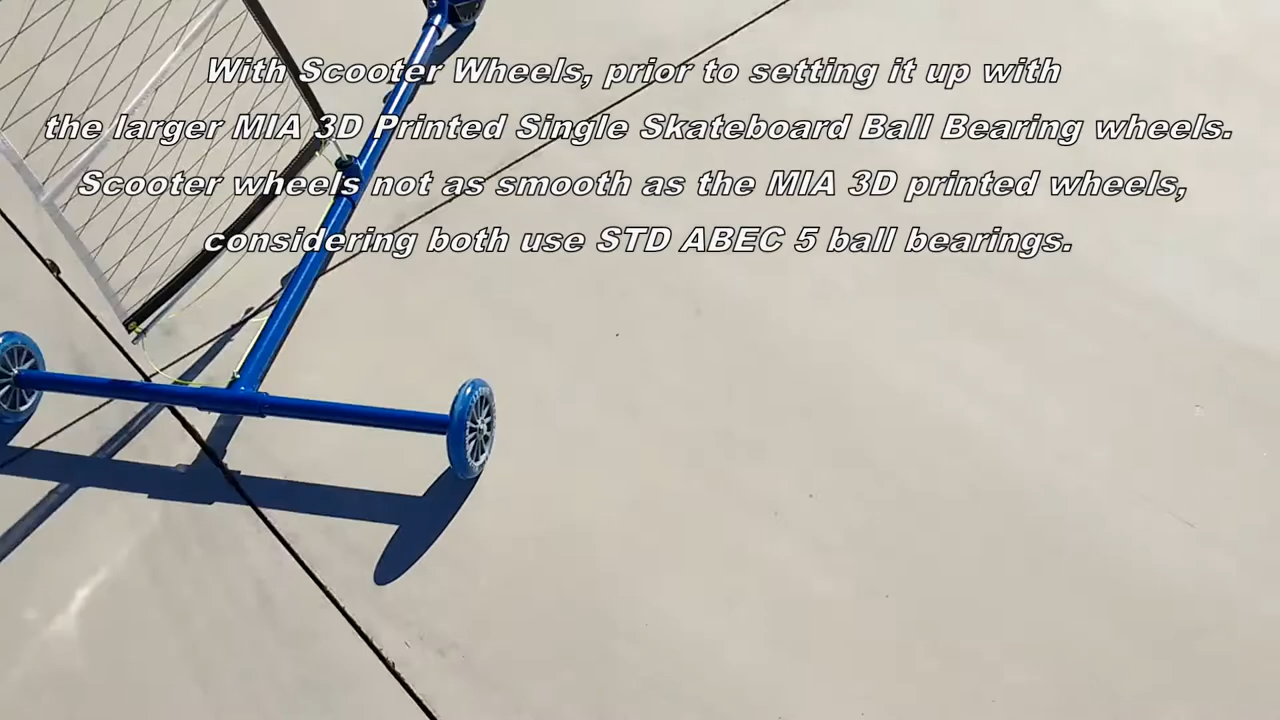 With Scooter Wheels, prior to setting it up with
the larger MIA 3D Printed Single Skateboard Ball Bearing wheels.
Scooter wheels not as smooth as the MIA 3D printed wheels,
considering both use STD ABEC 5 ball bearings.